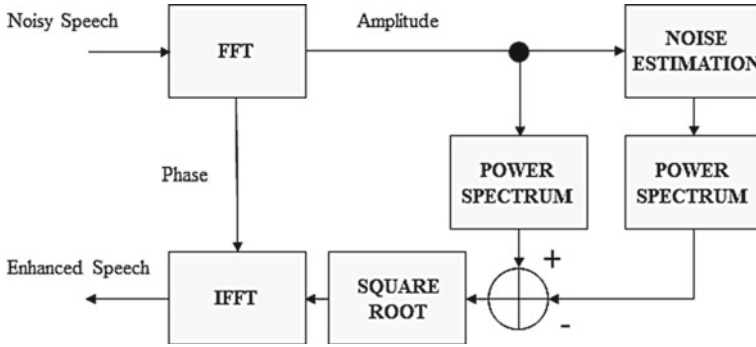 Noisy Speech
FFT
Amplitude
NOISE
ESTIMATION
Phase
POWER
SPECTRUM
POWER
SPECTRUM
Enhanced Speech
IFFT
SQUARE
ROOT
+
-